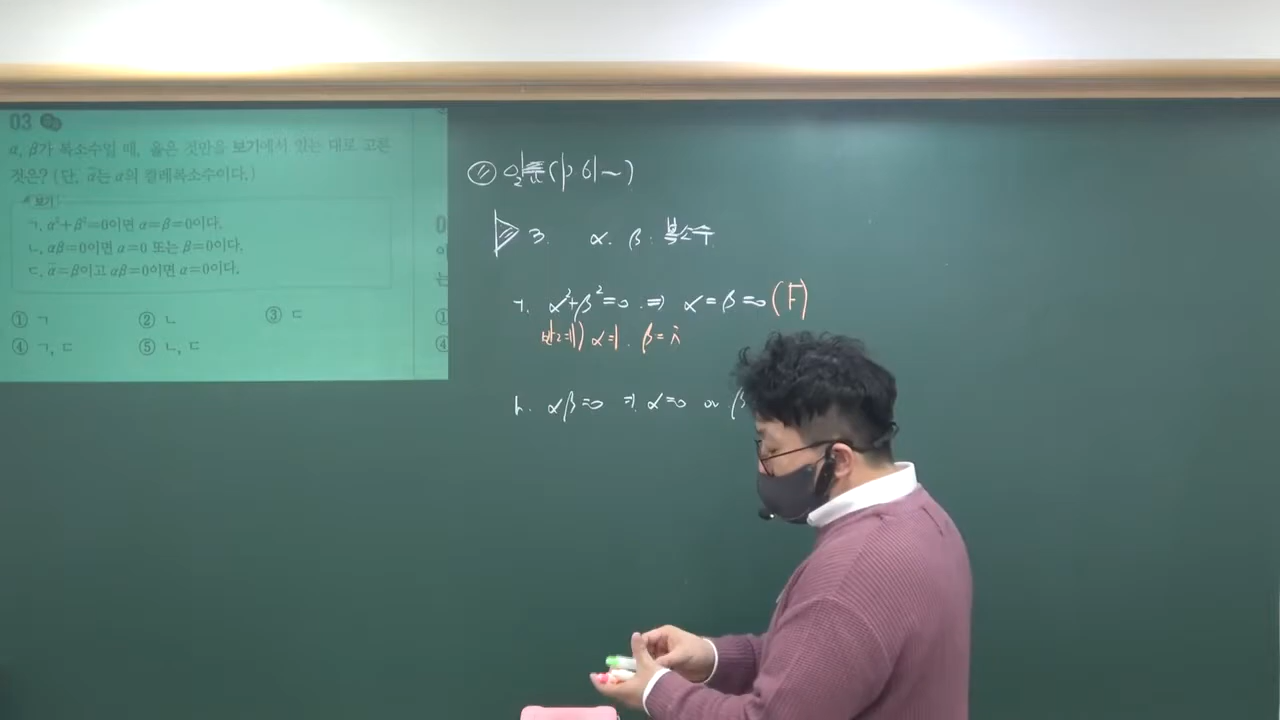 03
α, β가 복소수일 때, 옳은 것만을 보기에서 있는 대로 고른
것은? (단, ᾱ는 α의 켤레복소수이다.)
보기
ㄱ. α²+β²=0이면 α=β=0이다.
ㄴ. αβ=0이면 α=0 또는 β=0이다.
ㄷ. ᾱ=β이고 αβ=0이면 α=0이다.
① ㄱ ② ㄴ ③ ㄷ
④ ㄱ, ㄷ ⑤ ㄴ, ㄷ
(p 61~)
3. α. β. 복소수
ㄱ. α²+β²=0 ⇒ α=β=0 (F)
반례) α=1. β=i
ㄴ. αβ=0 ⇒ α=0 or β